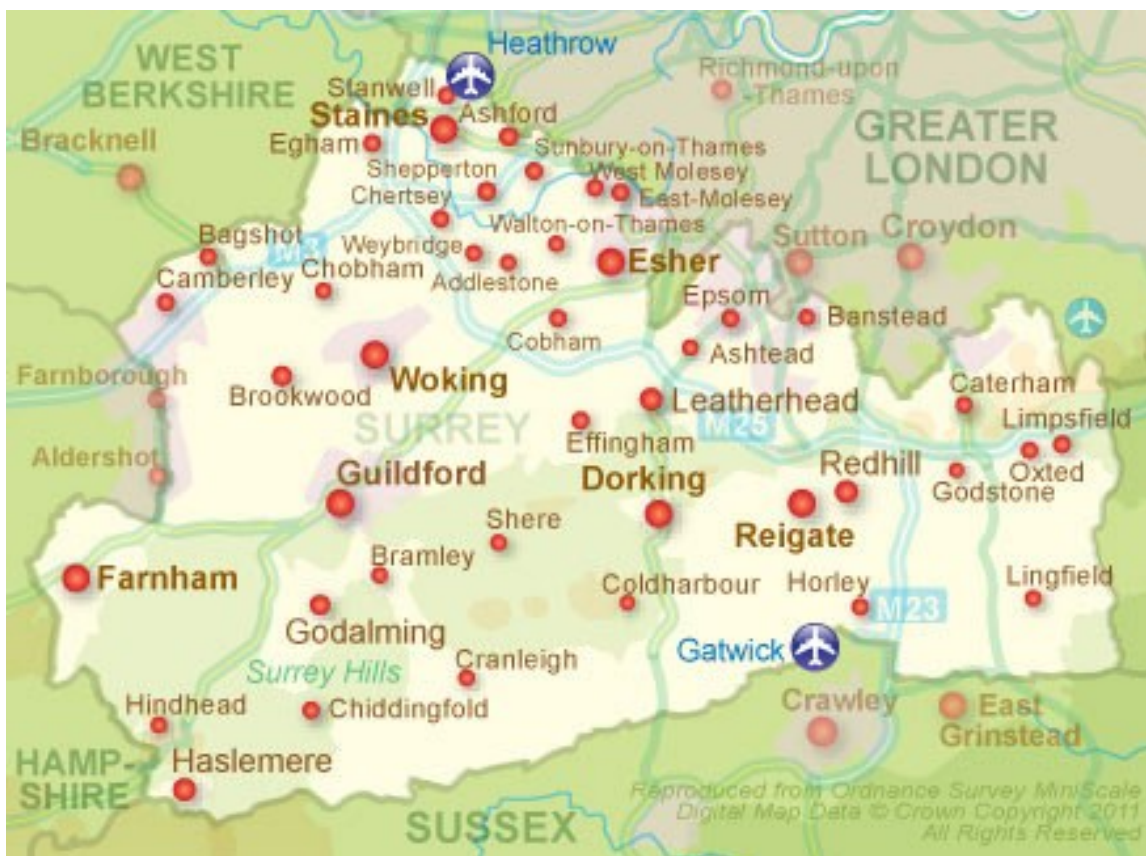 Heathrow
WEST
BERKSHIRE
Richmond-upon
-Thames
Stanwell
Staines
Ashford
GREATER
LONDON
Bracknell
Egham
Sunbury-on-Thames
Shepperton
West Molesey
Chertsey
East-Molesey
Walton-on-Thames
Bagshot
M3
Weybridge
Sutton
Croydon
Camberley
Chobham
Addlestone
Esher
Epsom
Banstead
Cobham
Ashtead
Farnborough
Brookwood
Woking
Leatherhead
Caterham
SURREY
Effingham
M25
Limpsfield
Aldershot
Guildford
Dorking
Redhill
Oxted
Godstone
Shere
Reigate
Bramley
Farnham
Coldharbour
Horley
Lingfield
M23
Godalming
Gatwick
Surrey Hills
Cranleigh
Hindhead
Chiddingfold
Crawley
East
Grinstead
HAMP-
SHIRE
Haslemere
SUSSEX
Reproduced from Ordnance Survey MiniScale
Digital Map Data © Crown Copyright 2011
All Rights Reserved